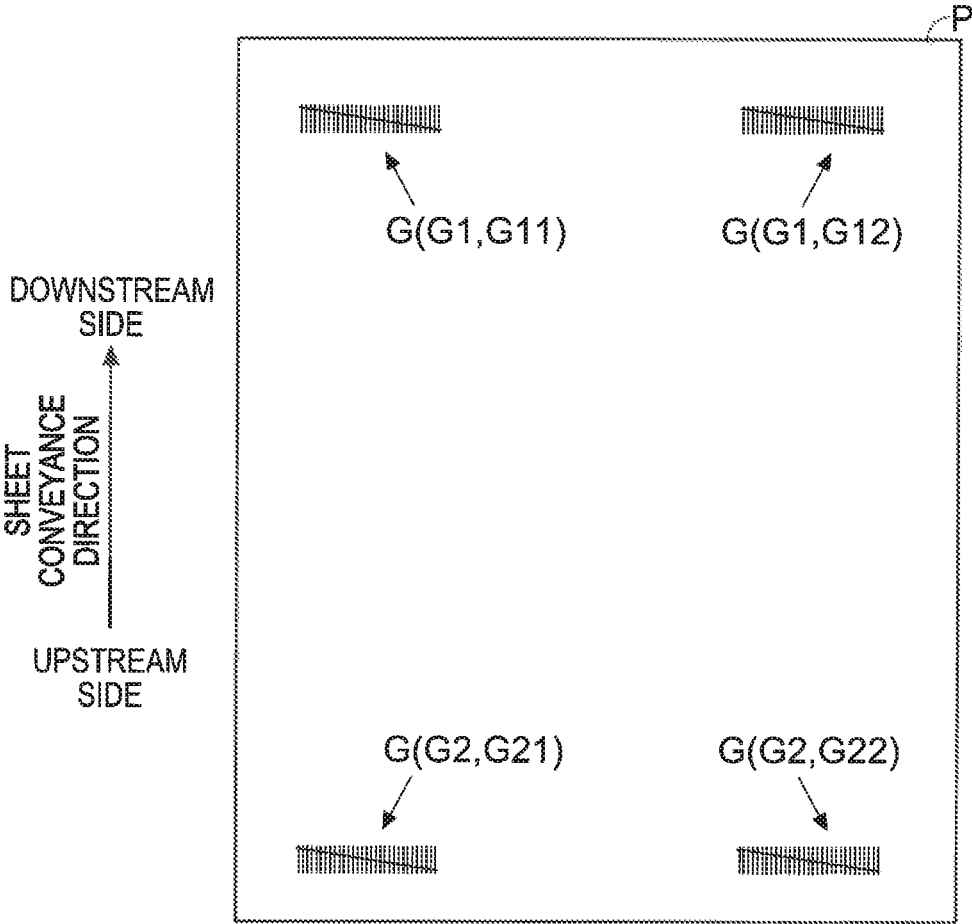 P
G(G1,G11)
G(G1,G12)
DOWNSTREAM
SIDE
SHEET
CONVEYANCE
DIRECTION
UPSTREAM
SIDE
G(G2,G21)
G(G2,G22)